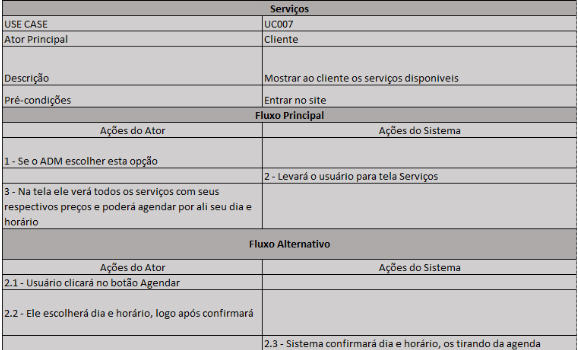 Serviços
USE CASE UC007
Ator Principal Cliente
Descrição Mostrar ao cliente os serviços disponiveis
Pré-condições Entrar no site
Fluxo Principal
Ações do Ator Ações do Sistema
1 - Se o ADM escolher esta opção
2 - Levará o usuário para tela Serviços
3 - Na tela ele verá todos os serviços com seus
respectivos preços e poderá agendar por ali seu dia e
horário
Fluxo Alternativo
Ações do Ator Ações do Sistema
2.1 - Usuário clicará no botão Agendar
2.2 - Ele escolherá dia e horário, logo após confirmará
2.3 - Sistema confirmará dia e horário, os tirando da agenda